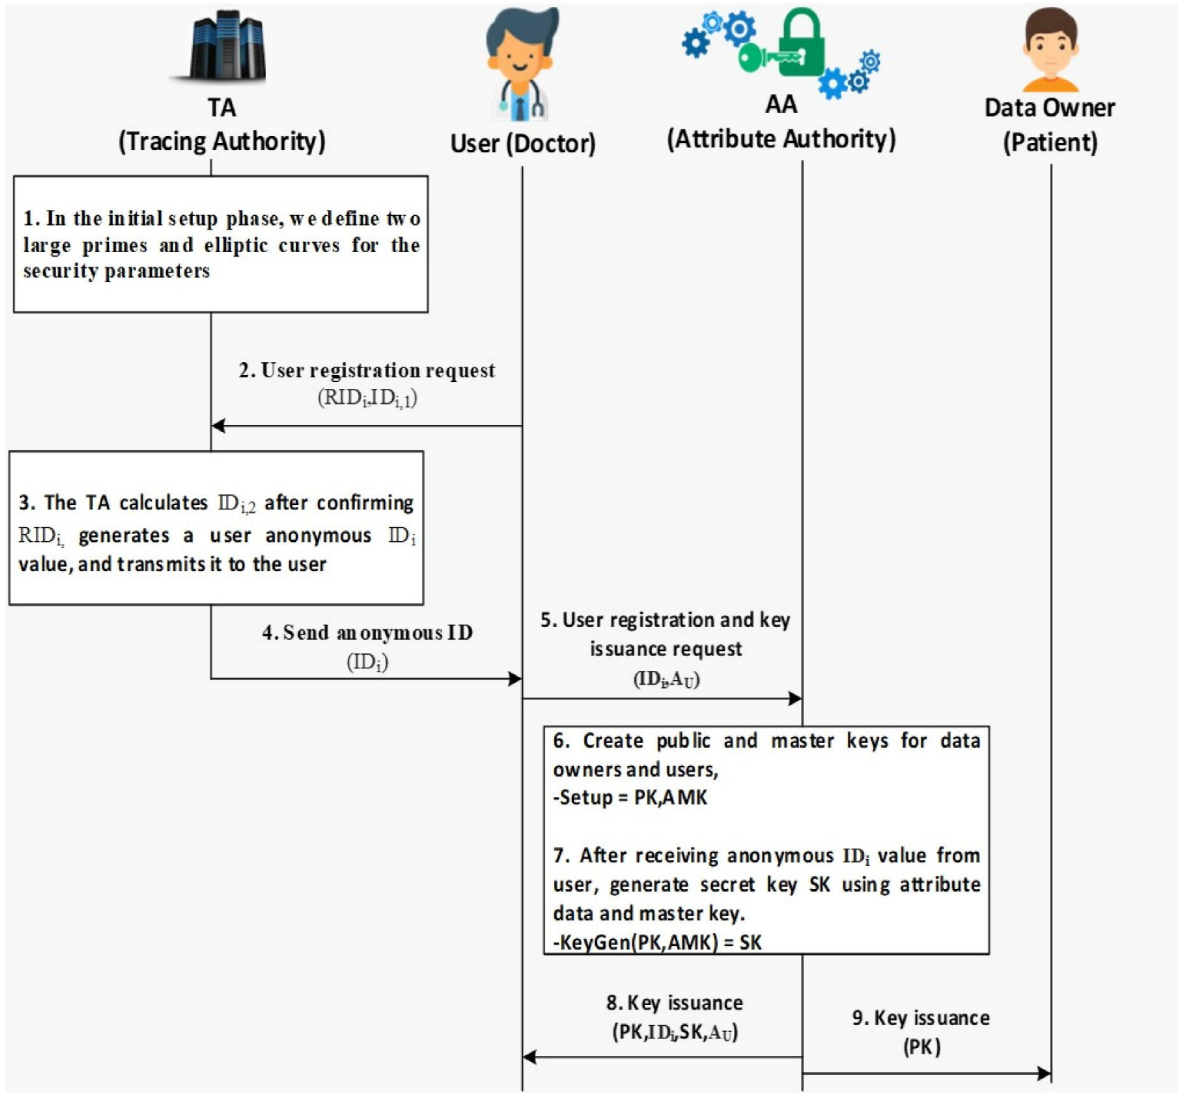 TA
(Tracing Authority)
User (Doctor)
AA
(Attribute Authority)
Data Owner
(Patient)
1. In the initial setup phase, we define two
large primes and elliptic curves for the
security parameters
2. User registration request
(RIDi,IDi,1)
3. The TA calculates IDi,2 after confirming
RIDi, generates a user anonymous IDi
value, and transmits it to the user
4. Send anonymous ID
(IDi)
5. User registration and key
issuance request
(IDi,AU)
6. Create public and master keys for data
owners and users,
-Setup = PK,AMK
7. After receiving anonymous IDi value from
user, generate secret key SK using attribute
data and master key.
-KeyGen(PK,AMK) = SK
8. Key issuance
(PK,IDi,SK,AU)
9. Key issuance
(PK)